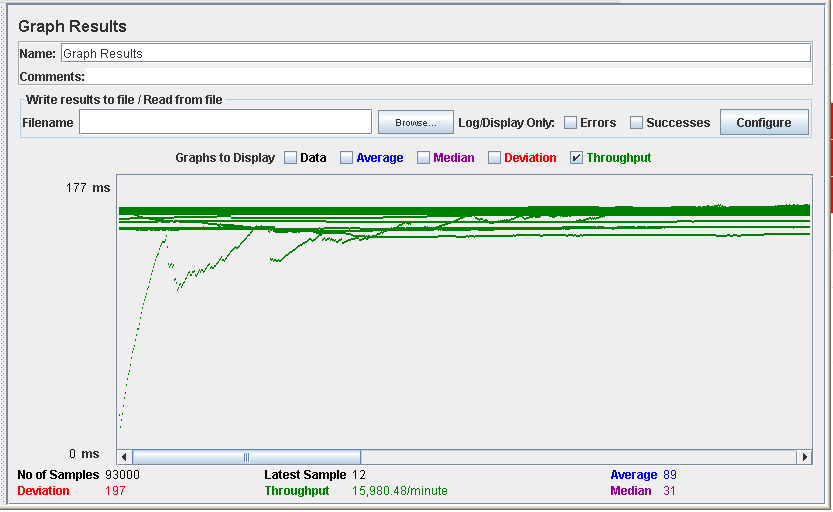 Graph Results
Name: Graph Results
Comments:
Write results to file / Read from file
Filename Browse... Log/Display Only: Errors Successes Configure
Graphs to Display Data Average Median Deviation Throughput
177 ms
0 ms
No of Samples 93000 Latest Sample 12 Average 89
Deviation 197 Throughput 15,980.48/minute Median 31